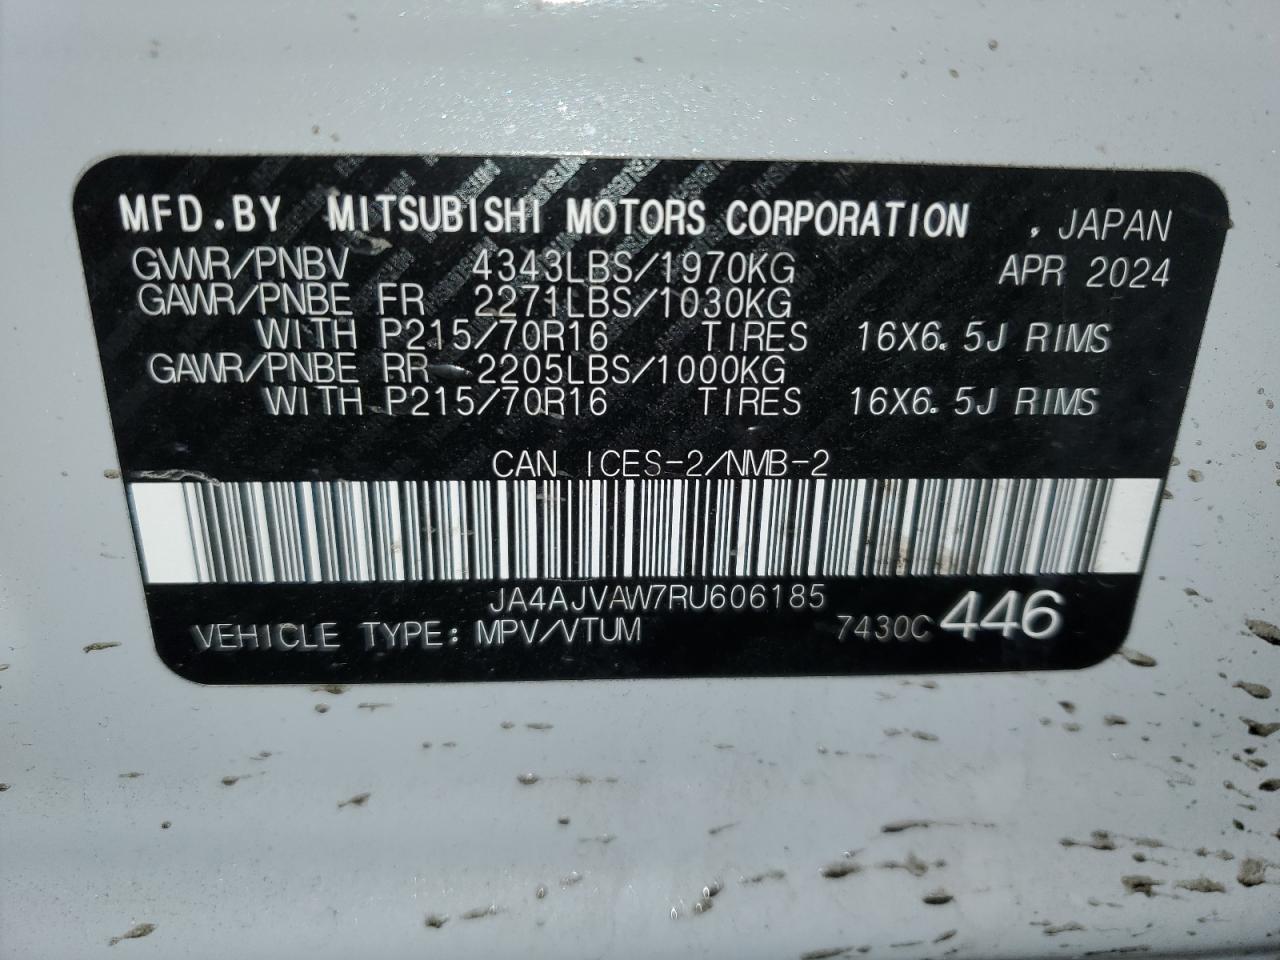 MFD.BY MITSUBISHI MOTORS CORPORATION , JAPAN
GVWR/PNBV 4343LBS/1970KG APR 2024
GAWR/PNBE FR 2271LBS/1030KG
WITH P215/70R16 TIRES 16X6.5J RIMS
GAWR/PNBE RR 2205LBS/1000KG
WITH P215/70R16 TIRES 16X6.5J RIMS
CAN ICES-2/NMB-2
JA4AJVAW7RU606185
VEHICLE TYPE: MPV/VTUM 7430C 446